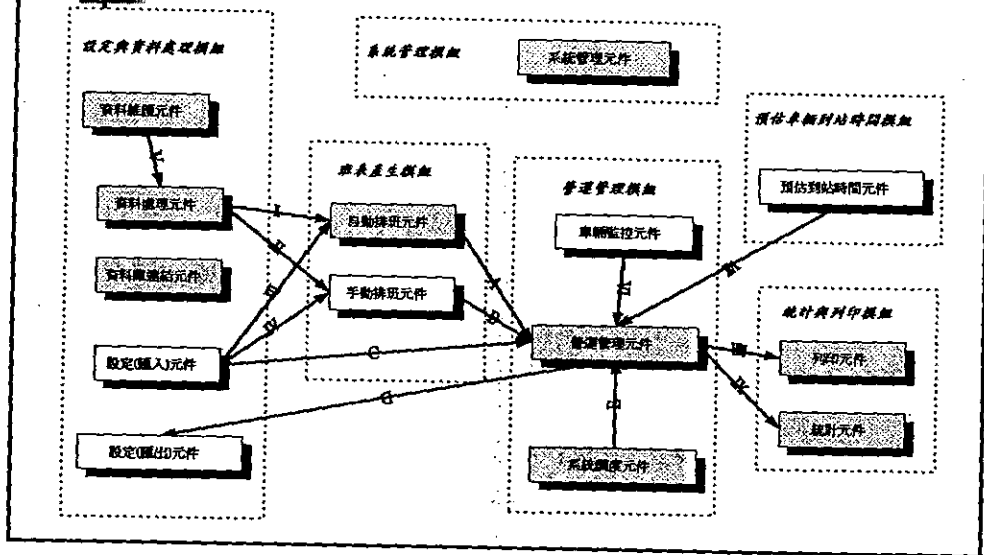 設定與資料處理模組
資料維護元件
V
資料處理元件
資料庫連結元件
設定(匯入)元件
設定(匯出)元件
系統管理模組
系統管理元件
班表產生模組
自動排班元件
手動排班元件
I
II
III
IV
C
D
營運管理模組
車輛監控元件
VI
營運管理元件
系統調度元件
預估車輛到站時間模組
預估到站時間元件
統計與列印模組
列印元件
統計元件